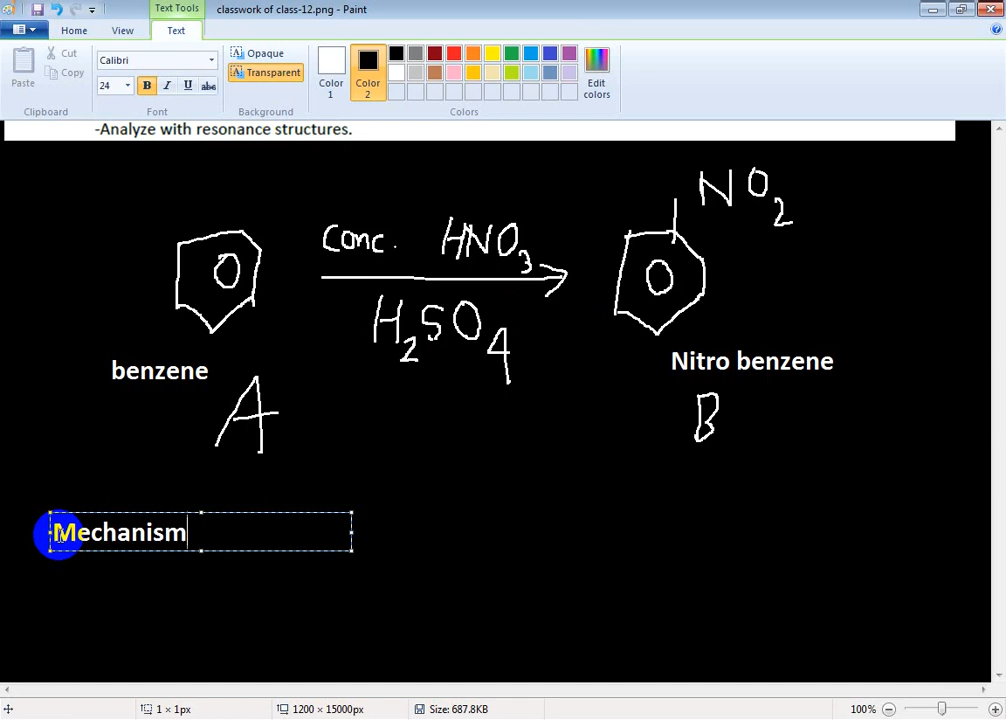 Text Tools
classwork of class-12.png - Paint
Home
View
Text
Paste
Cut
Copy
Clipboard
Calibri
24
B
I
U
abc
Font
Opaque
Transparent
Background
Color 1
Color 2
Edit colors
Colors
-Analyze with resonance structures.
NO2
Conc. HNO3
H2SO4
benzene
Nitro benzene
A
B
Mechanism
1 × 1px
1200 × 15000px
Size: 687.8KB
100%